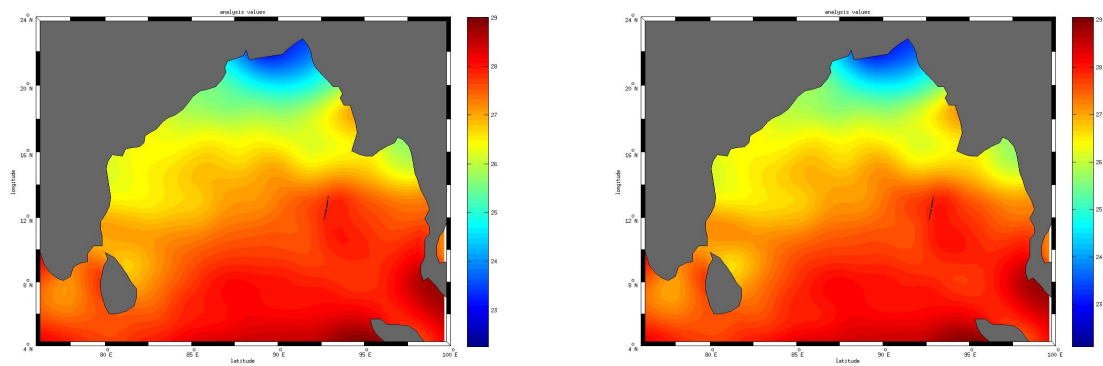 analysis values
24 N
20 N
16 N
12 N
8 N
4 N
80 E
85 E
90 E
95 E
100 E
longitude
latitude
29
28
27
26
25
24
23
analysis values
24 N
20 N
16 N
12 N
8 N
4 N
80 E
85 E
90 E
95 E
100 E
longitude
latitude
29
28
27
26
25
24
23